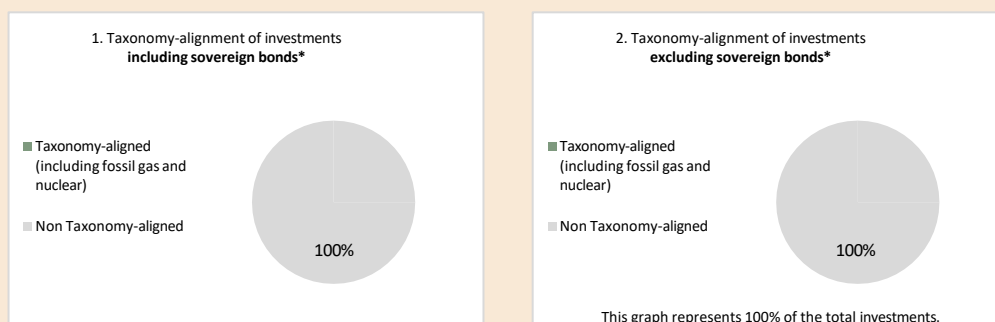 1. Taxonomy-alignment of investments
including sovereign bonds*
Taxonomy-aligned
(including fossil gas and
nuclear)
Non Taxonomy-aligned
100%
2. Taxonomy-alignment of investments
excluding sovereign bonds*
Taxonomy-aligned
(including fossil gas and
nuclear)
Non Taxonomy-aligned
100%
This graph represents 100% of the total investments.